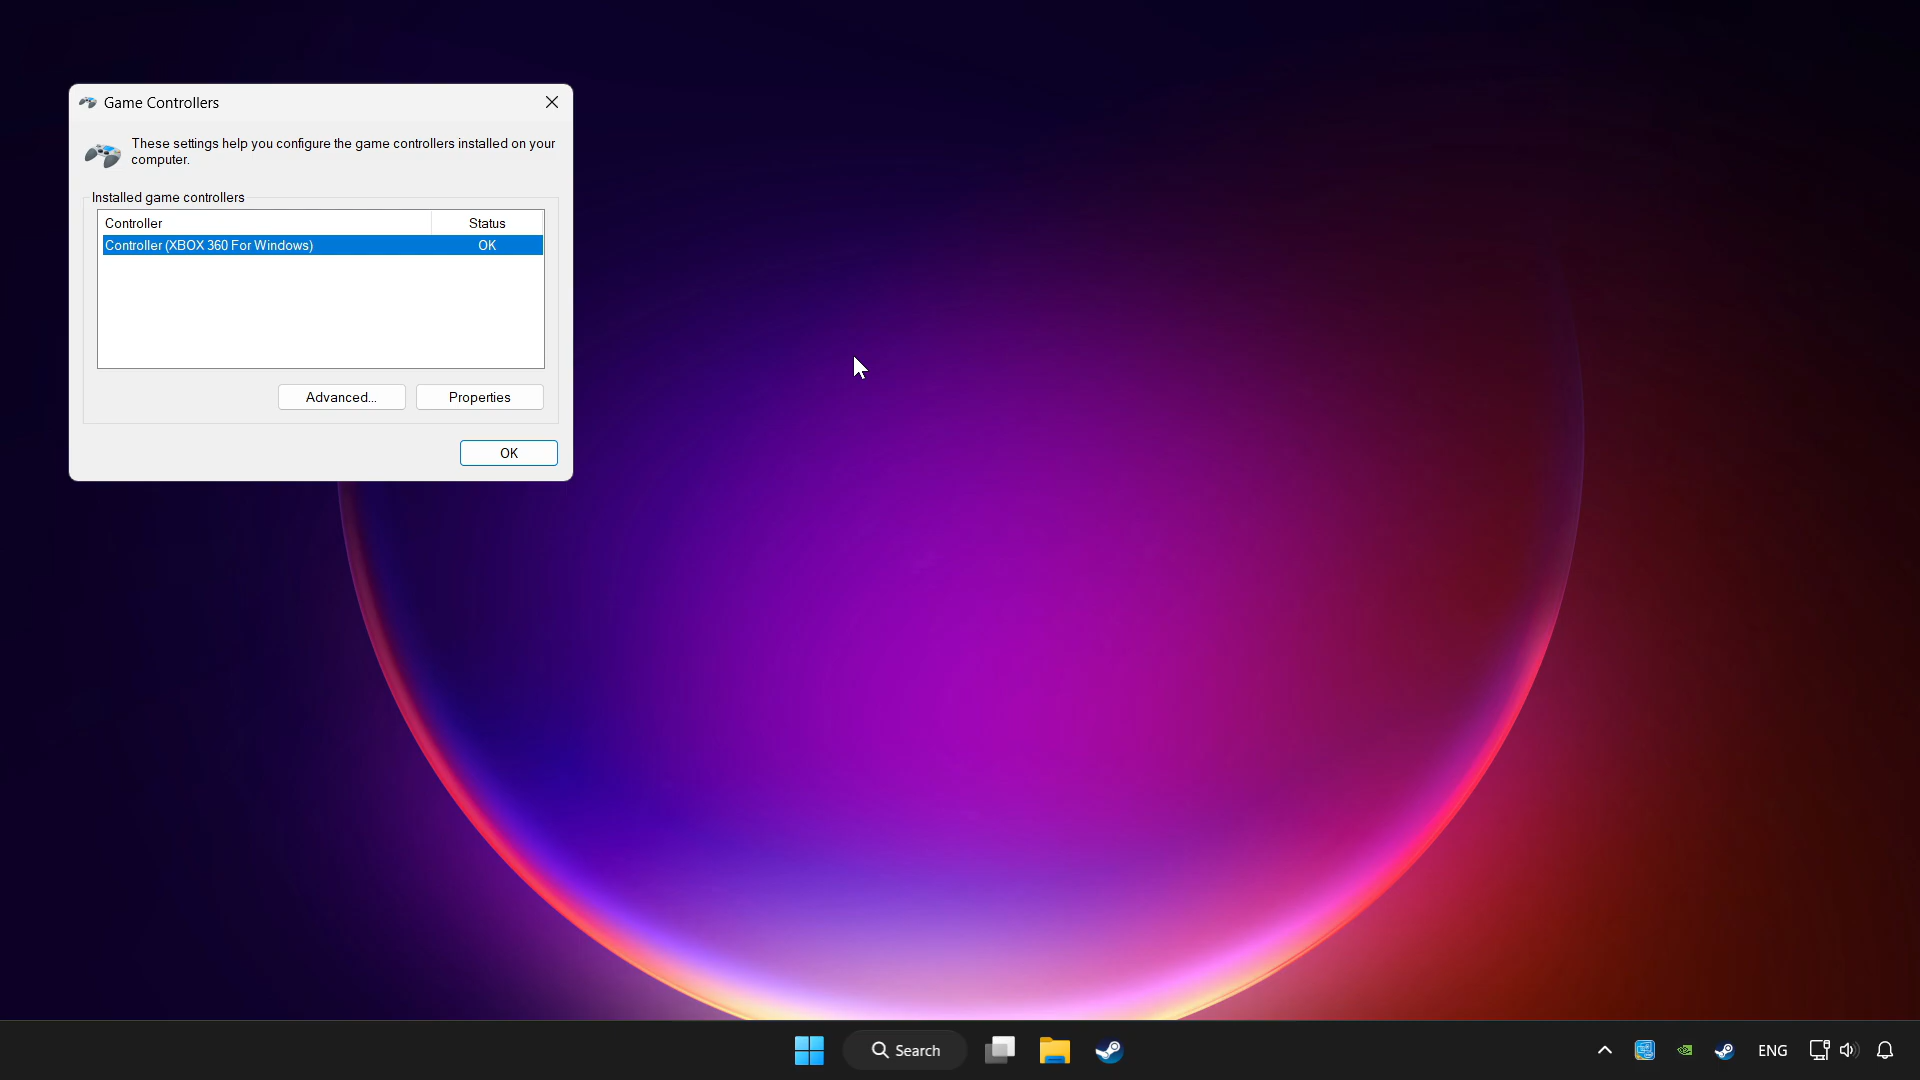 Game Controllers
These settings help you configure the game controllers installed on your
computer.
Installed game controllers
Controller Status
Controller (XBOX 360 For Windows) OK
Advanced... Properties
OK
Search
ENG